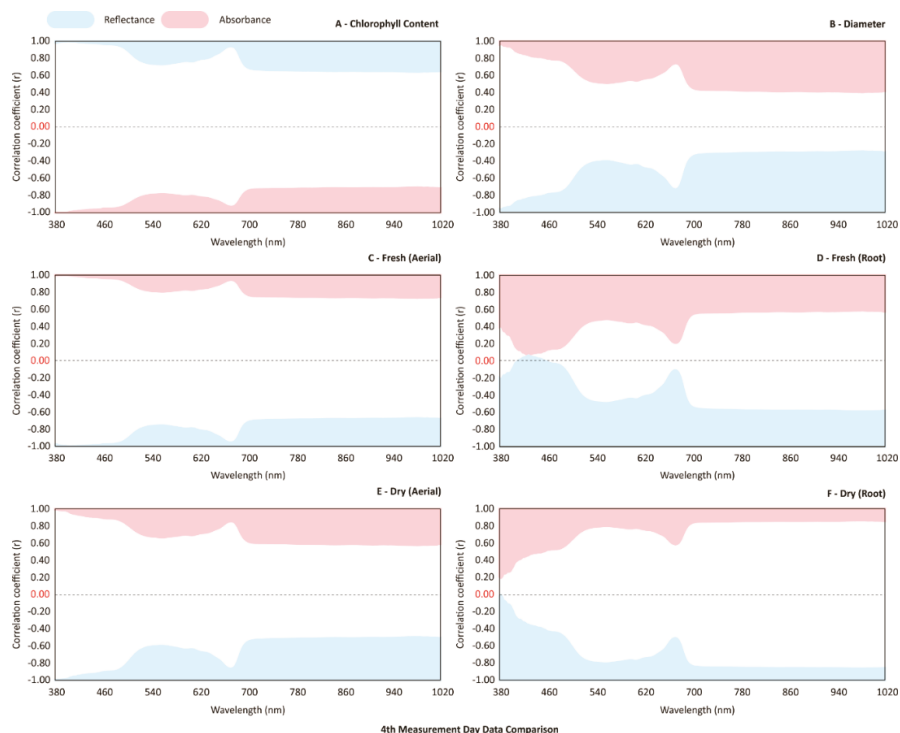 Reflectance Absorbance
A - Chlorophyll Content
B - Diameter
Correlation coefficient (r)
1.00
0.80
0.60
0.40
0.20
0.00
-0.20
-0.40
-0.60
-0.80
-1.00
380 460 540 620 700 780 860 940 1020
Wavelength (nm)
Correlation coefficient (r)
1.00
0.80
0.60
0.40
0.20
0.00
-0.20
-0.40
-0.60
-0.80
-1.00
380 460 540 620 700 780 860 940 1020
Wavelength (nm)
C - Fresh (Aerial)
D - Fresh (Root)
Correlation coefficient (r)
1.00
0.80
0.60
0.40
0.20
0.00
-0.20
-0.40
-0.60
-0.80
-1.00
380 460 540 620 700 780 860 940 1020
Wavelength (nm)
Correlation coefficient (r)
1.00
0.80
0.60
0.40
0.20
0.00
-0.20
-0.40
-0.60
-0.80
-1.00
380 460 540 620 700 780 860 940 1020
Wavelength (nm)
E - Dry (Aerial)
F - Dry (Root)
Correlation coefficient (r)
1.00
0.80
0.60
0.40
0.20
0.00
-0.20
-0.40
-0.60
-0.80
-1.00
380 460 540 620 700 780 860 940 1020
Wavelength (nm)
Correlation coefficient (r)
1.00
0.80
0.60
0.40
0.20
0.00
-0.20
-0.40
-0.60
-0.80
-1.00
380 460 540 620 700 780 860 940 1020
Wavelength (nm)
4th Measurement Day Data Comparison